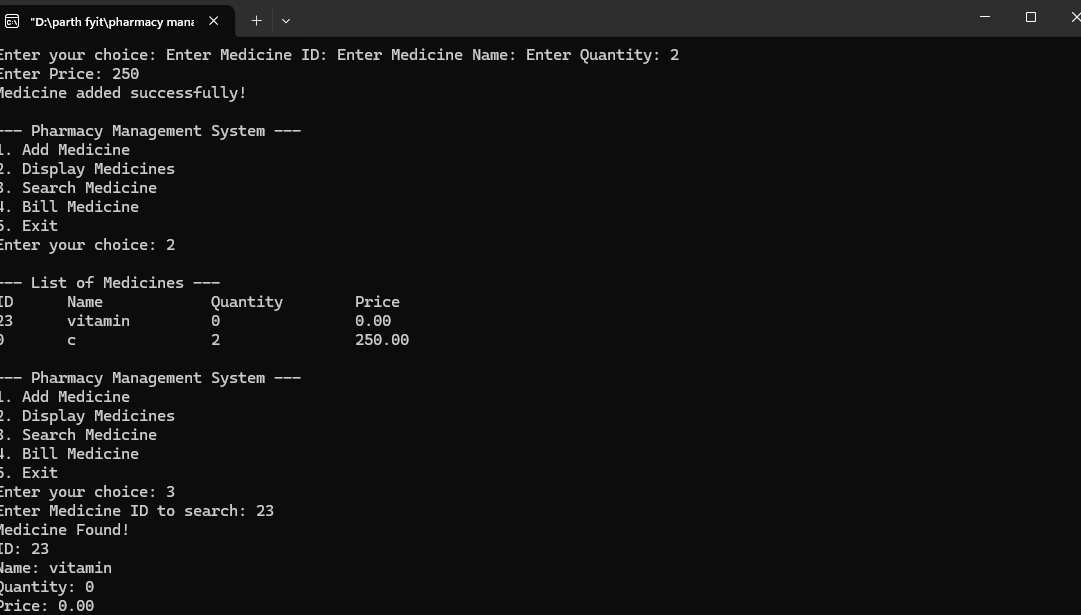 "D:\parth fyit\pharmacy mana
Enter your choice: Enter Medicine ID: Enter Medicine Name: Enter Quantity: 2
Enter Price: 250
Medicine added successfully!
--- Pharmacy Management System ---
1. Add Medicine
2. Display Medicines
3. Search Medicine
4. Bill Medicine
5. Exit
Enter your choice: 2
--- List of Medicines ---
ID Name Quantity Price
23 vitamin 0 0.00
0 c 2 250.00
--- Pharmacy Management System ---
1. Add Medicine
2. Display Medicines
3. Search Medicine
4. Bill Medicine
5. Exit
Enter your choice: 3
Enter Medicine ID to search: 23
Medicine Found!
ID: 23
Name: vitamin
Quantity: 0
Price: 0.00